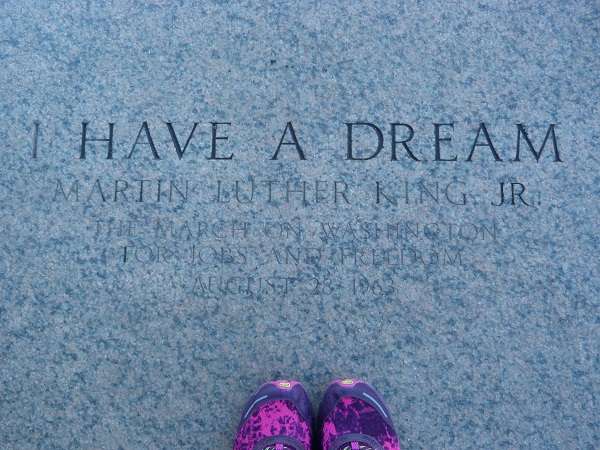 I HAVE A DREAM
MARTIN LUTHER KING, JR.
THE MARCH ON WASHINGTON
FOR JOBS AND FREEDOM
AUGUST 28, 1963